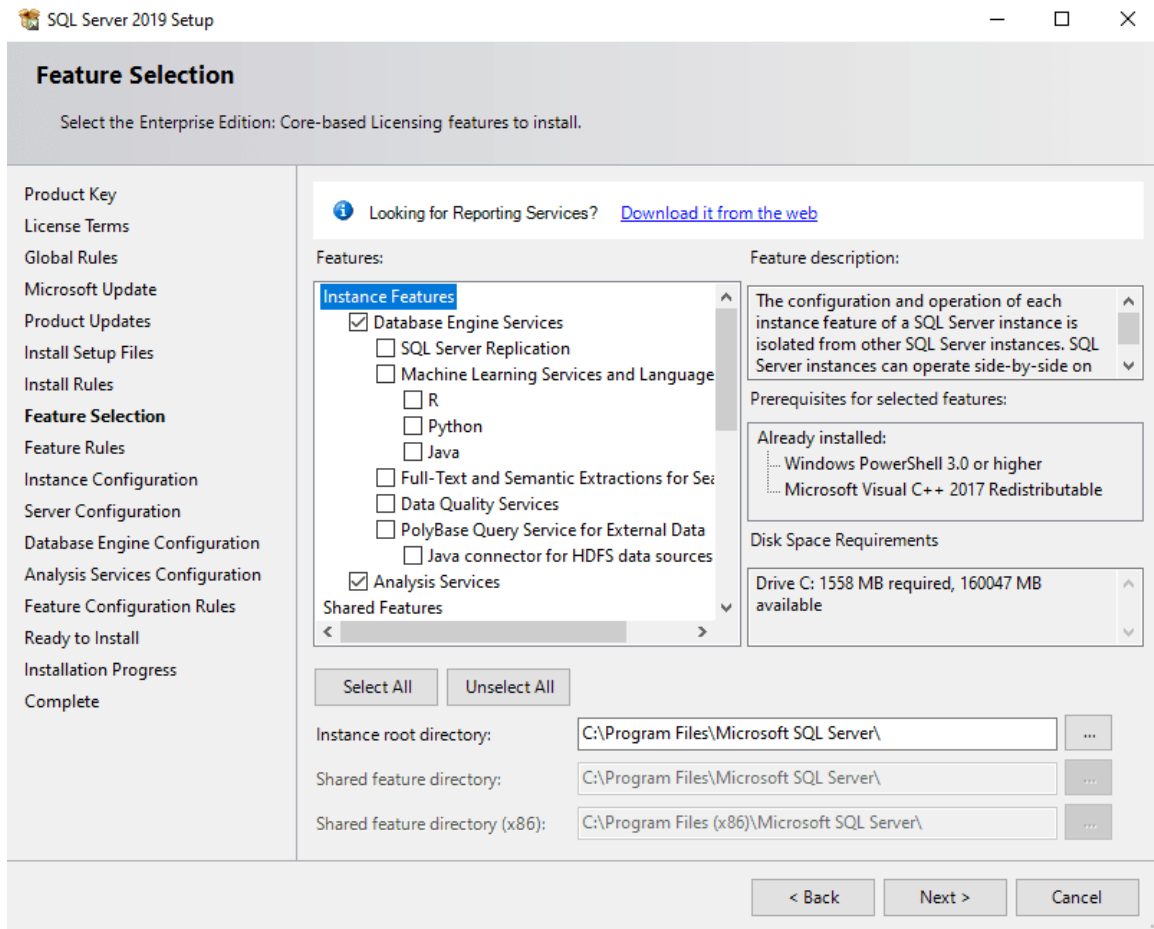 SQL Server 2019 Setup
Feature Selection
Select the Enterprise Edition: Core-based Licensing features to install.
Product Key
License Terms
Global Rules
Microsoft Update
Product Updates
Install Setup Files
Install Rules
Feature Selection
Feature Rules
Instance Configuration
Server Configuration
Database Engine Configuration
Analysis Services Configuration
Feature Configuration Rules
Ready to Install
Installation Progress
Complete
Looking for Reporting Services? Download it from the web
Features:
Instance Features
Database Engine Services
SQL Server Replication
Machine Learning Services and Language
R
Python
Java
Full-Text and Semantic Extractions for Sea
Data Quality Services
PolyBase Query Service for External Data
Java connector for HDFS data sources
Analysis Services
Shared Features
Feature description:
The configuration and operation of each
instance feature of a SQL Server instance is
isolated from other SQL Server instances. SQL
Server instances can operate side-by-side on
Prerequisites for selected features:
Already installed:
Windows PowerShell 3.0 or higher
Microsoft Visual C++ 2017 Redistributable
Disk Space Requirements
Drive C: 1558 MB required, 160047 MB
available
Select All
Unselect All
Instance root directory: C:\Program Files\Microsoft SQL Server\ ...
Shared feature directory: C:\Program Files\Microsoft SQL Server\ ...
Shared feature directory (x86): C:\Program Files (x86)\Microsoft SQL Server\ ...
< Back
Next >
Cancel